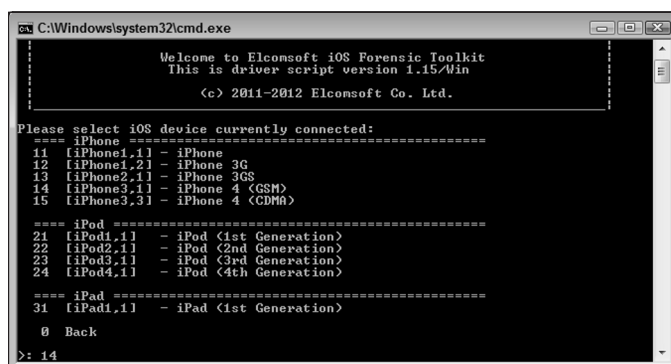 C:\Windows\system32\cmd.exe
Welcome to Elcomsoft iOS Forensic Toolkit
This is driver script version 1.15/Win
(c) 2011-2012 Elcomsoft Co. Ltd.
Please select iOS device currently connected:
==== iPhone =============================================
11 [iPhone1,1] - iPhone
12 [iPhone1,2] - iPhone 3G
13 [iPhone2,1] - iPhone 3GS
14 [iPhone3,1] - iPhone 4 (GSM)
15 [iPhone3,3] - iPhone 4 (CDMA)
==== iPod ===============================================
21 [iPod1,1] - iPod (1st Generation)
22 [iPod2,1] - iPod (2nd Generation)
23 [iPod3,1] - iPod (3rd Generation)
24 [iPod4,1] - iPod (4th Generation)
==== iPad ===============================================
31 [iPad1,1] - iPad (1st Generation)
0 Back
>: 14